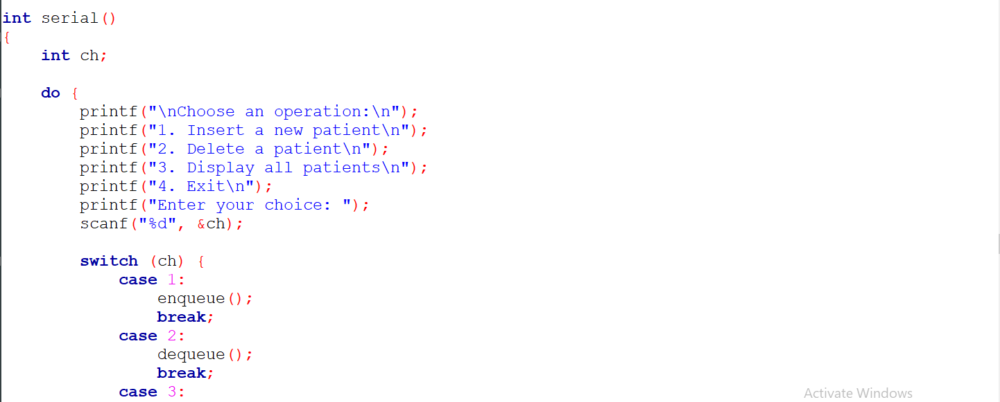 int serial()
{
    int ch;

    do {
        printf("\nChoose an operation:\n");
        printf("1. Insert a new patient\n");
        printf("2. Delete a patient\n");
        printf("3. Display all patients\n");
        printf("4. Exit\n");
        printf("Enter your choice: ");
        scanf("%d", &ch);

        switch (ch) {
            case 1:
                enqueue();
                break;
            case 2:
                dequeue();
                break;
            case 3:
Activate Windows